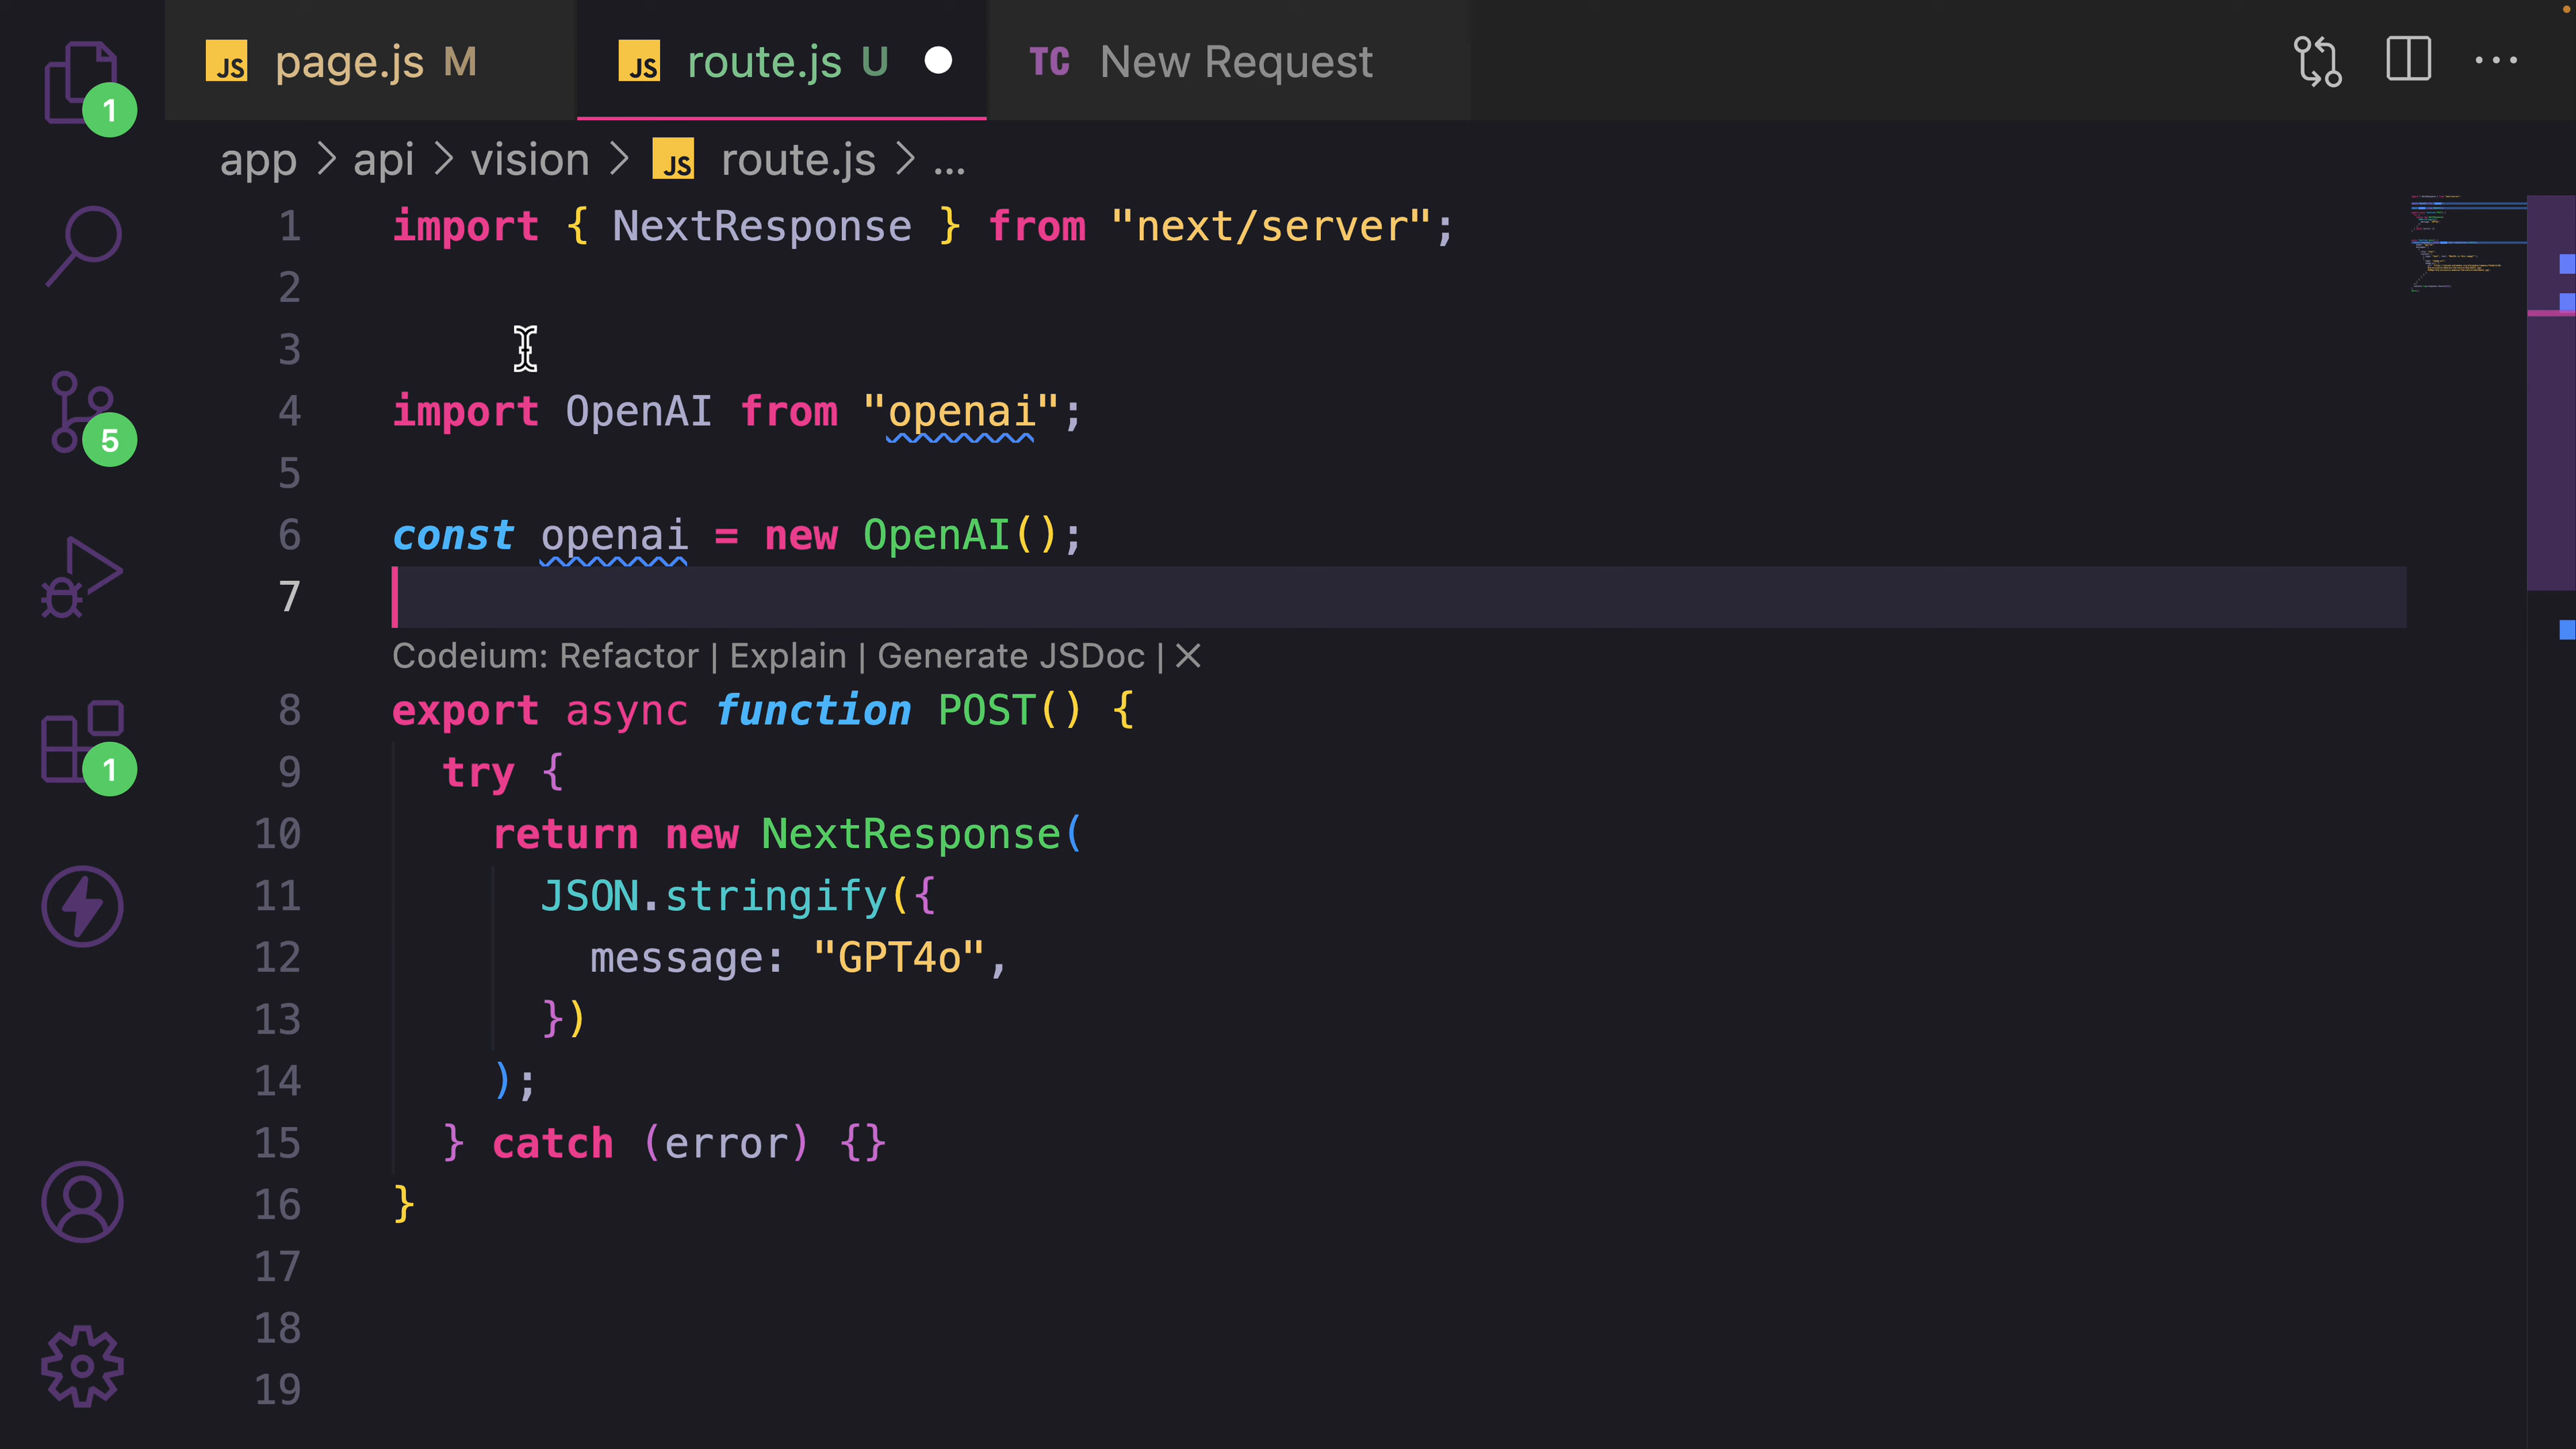 JS page.js M JS route.js U TC New Request
app > api > vision > JS route.js > ...
1 import { NextResponse } from "next/server";
2
3
4 import OpenAI from "openai";
5
6 const openai = new OpenAI();
7
Codeium: Refactor | Explain | Generate JSDoc | ×
8 export async function POST() {
9 try {
10 return new NextResponse(
11 JSON.stringify({
12 message: "GPT4o",
13 })
14 );
15 } catch (error) {}
16 }
17
18
19
1
5
1